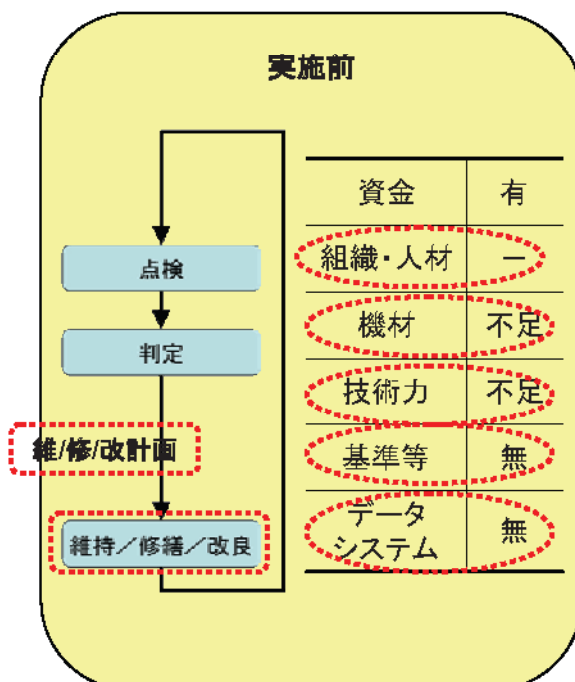 実施前
点検
判定
維/修/改計画
維持／修繕／改良
資金 有
組織・人材 －
機材 不足
技術力 不足
基準等 無
データ
システム 無